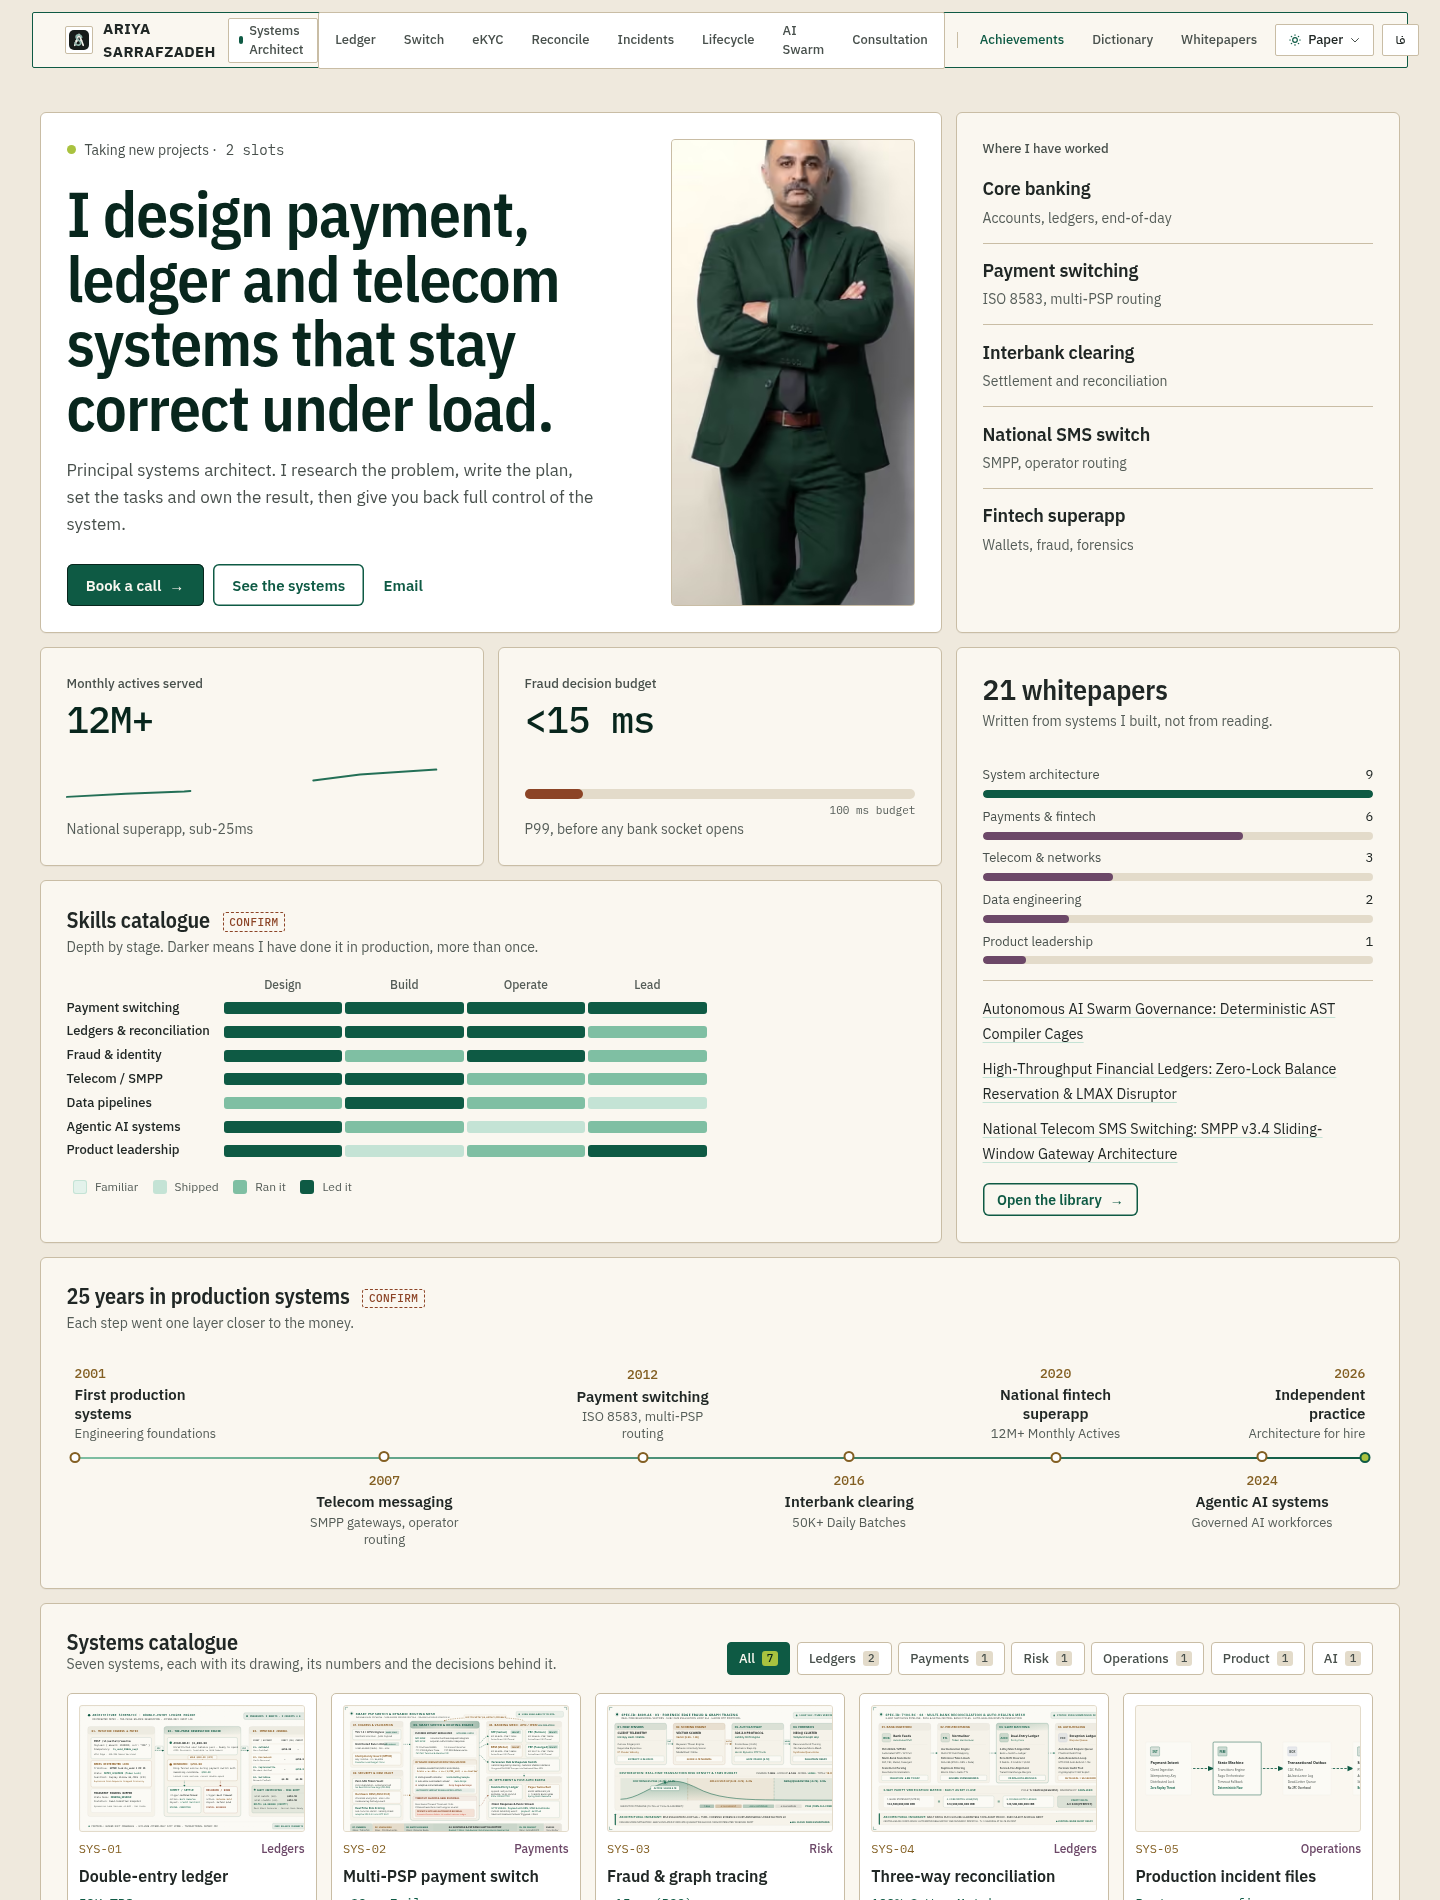 ARIYA SARRAFZADEH
Systems Architect
Ledger
Switch
eKYC
Reconcile
Incidents
Lifecycle
AI Swarm
Consultation
Achievements
Dictionary
Whitepapers
Paper
فا
Taking new projects · 2 slots
I design payment,
ledger and telecom
systems that stay
correct under load.
Principal systems architect. I research the problem, write the plan,
set the tasks and own the result, then give you back full control of the
system.
Book a call →
See the systems
Email
Where I have worked
Core banking
Accounts, ledgers, end-of-day
Payment switching
ISO 8583, multi-PSP routing
Interbank clearing
Settlement and reconciliation
National SMS switch
SMPP, operator routing
Fintech superapp
Wallets, fraud, forensics
Monthly actives served
12M+
National superapp, sub-25ms
Fraud decision budget
<15 ms
100 ms budget
P99, before any bank socket opens
21 whitepapers
Written from systems I built, not from reading.
System architecture 9
Payments & fintech 6
Telecom & networks 3
Data engineering 2
Product leadership 1
Autonomous AI Swarm Governance: Deterministic AST
Compiler Cages
High-Throughput Financial Ledgers: Zero-Lock Balance
Reservation & LMAX Disruptor
National Telecom SMS Switching: SMPP v3.4 Sliding-
Window Gateway Architecture
Open the library →
Skills catalogue CONFIRM
Depth by stage. Darker means I have done it in production, more than once.
Design Build Operate Lead
Payment switching
Ledgers & reconciliation
Fraud & identity
Telecom / SMPP
Data pipelines
Agentic AI systems
Product leadership
Familiar Shipped Ran it Led it
25 years in production systems CONFIRM
Each step went one layer closer to the money.
2001
First production
systems
Engineering foundations
2007
Telecom messaging
SMPP gateways, operator
routing
2012
Payment switching
ISO 8583, multi-PSP
routing
2016
Interbank clearing
50K+ Daily Batches
2020
National fintech
superapp
12M+ Monthly Actives
2024
Agentic AI systems
Governed AI workforces
2026
Independent
practice
Architecture for hire
Systems catalogue
Seven systems, each with its drawing, its numbers and the decisions behind it.
All 7
Ledgers 2
Payments 1
Risk 1
Operations 1
Product 1
AI 1
SYS-01 Ledgers
Double-entry ledger
SYS-02 Payments
Multi-PSP payment switch
SYS-03 Risk
Fraud & graph tracing
SYS-04 Ledgers
Three-way reconciliation
SYS-05 Operations
Production incident files